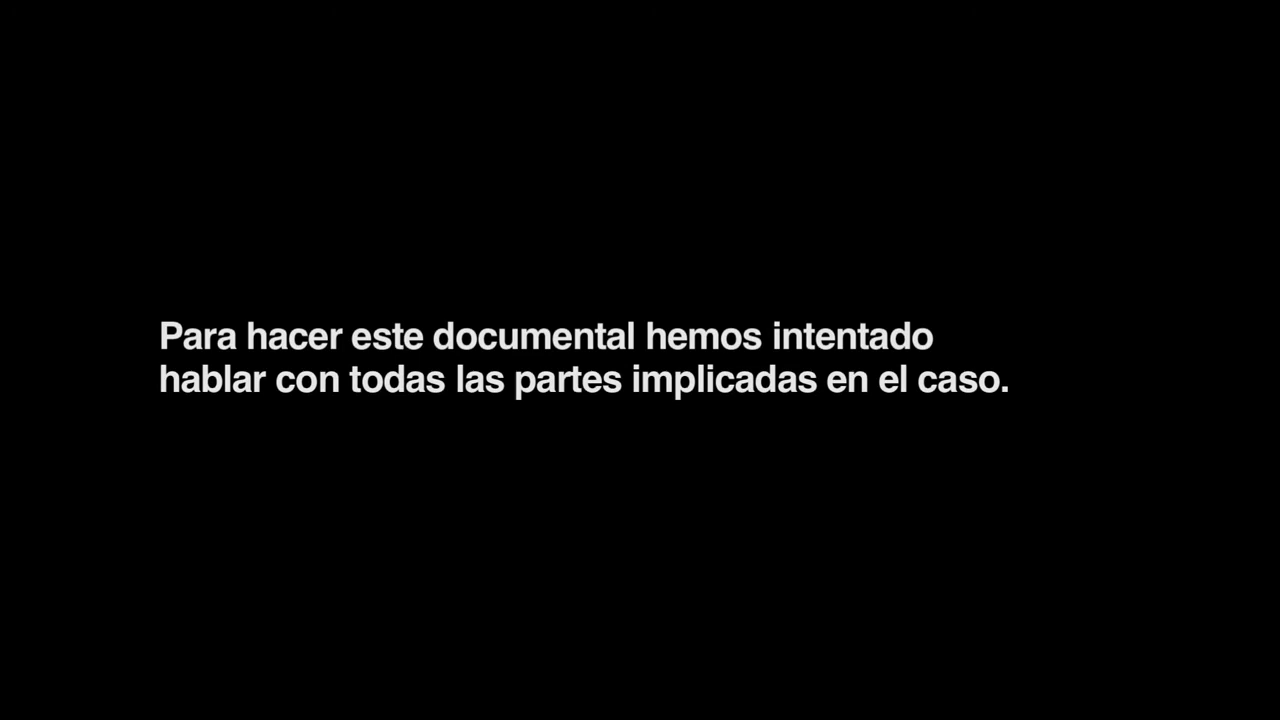 Para hacer este documental hemos intentado
hablar con todas las partes implicadas en el caso.